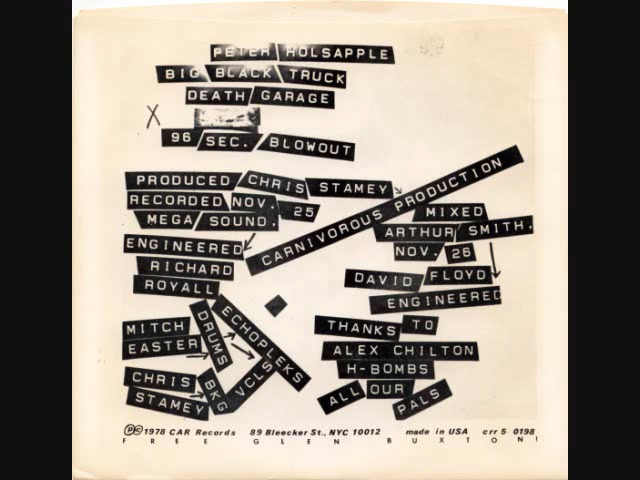 PETER HOLSAPPLE
BIG BLACK TRUCK
DEATH GARAGE
X
96 SEC. BLOWOUT
PRODUCED CHRIS STAMEY
RECORDED NOV. 25
MEGA SOUND.
CARNIVOROUS PRODUCTION
MIXED
ARTHUR SMITH.
NOV. 26
ENGINEERED
RICHARD
ROYALL
DAVID FLOYD
ENGINEERED
MITCH
EASTER
DRUMS
ECHOPLEKS
VCLS
BKG
CHRIS
STAMEY
THANKS TO
ALEX CHILTON
H-BOMBS
ALL OUR
PALS
℗© 1978 CAR Records 89 Bleecker St., NYC 10012 made in USA crr 5 0198
FREE GLEN BUXTON!